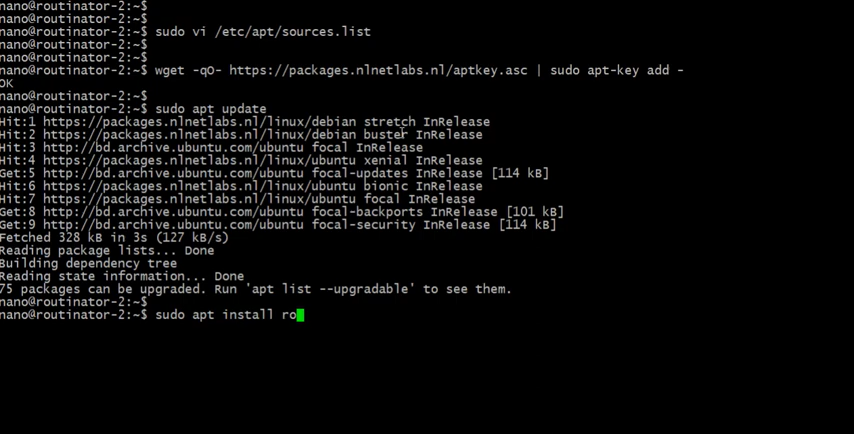 nano@routinator-2:~$
nano@routinator-2:~$
nano@routinator-2:~$ sudo vi /etc/apt/sources.list
nano@routinator-2:~$
nano@routinator-2:~$
nano@routinator-2:~$ wget -qO- https://packages.nlnetlabs.nl/aptkey.asc | sudo apt-key add -
OK
nano@routinator-2:~$
nano@routinator-2:~$ sudo apt update
Hit:1 https://packages.nlnetlabs.nl/linux/debian stretch InRelease
Hit:2 https://packages.nlnetlabs.nl/linux/debian buster InRelease
Hit:3 http://bd.archive.ubuntu.com/ubuntu focal InRelease
Hit:4 https://packages.nlnetlabs.nl/linux/ubuntu xenial InRelease
Get:5 http://bd.archive.ubuntu.com/ubuntu focal-updates InRelease [114 kB]
Hit:6 https://packages.nlnetlabs.nl/linux/ubuntu bionic InRelease
Hit:7 https://packages.nlnetlabs.nl/linux/ubuntu focal InRelease
Get:8 http://bd.archive.ubuntu.com/ubuntu focal-backports InRelease [101 kB]
Get:9 http://bd.archive.ubuntu.com/ubuntu focal-security InRelease [114 kB]
Fetched 328 kB in 3s (127 kB/s)
Reading package lists... Done
Building dependency tree
Reading state information... Done
75 packages can be upgraded. Run 'apt list --upgradable' to see them.
nano@routinator-2:~$
nano@routinator-2:~$ sudo apt install ro